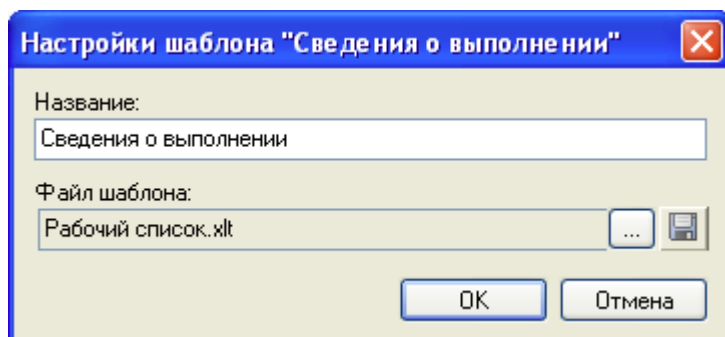 Настройки шаблона "Сведения о выполнении"
Название:
Сведения о выполнении
Файл шаблона:
Рабочий список.xlt
...
OK
Отмена